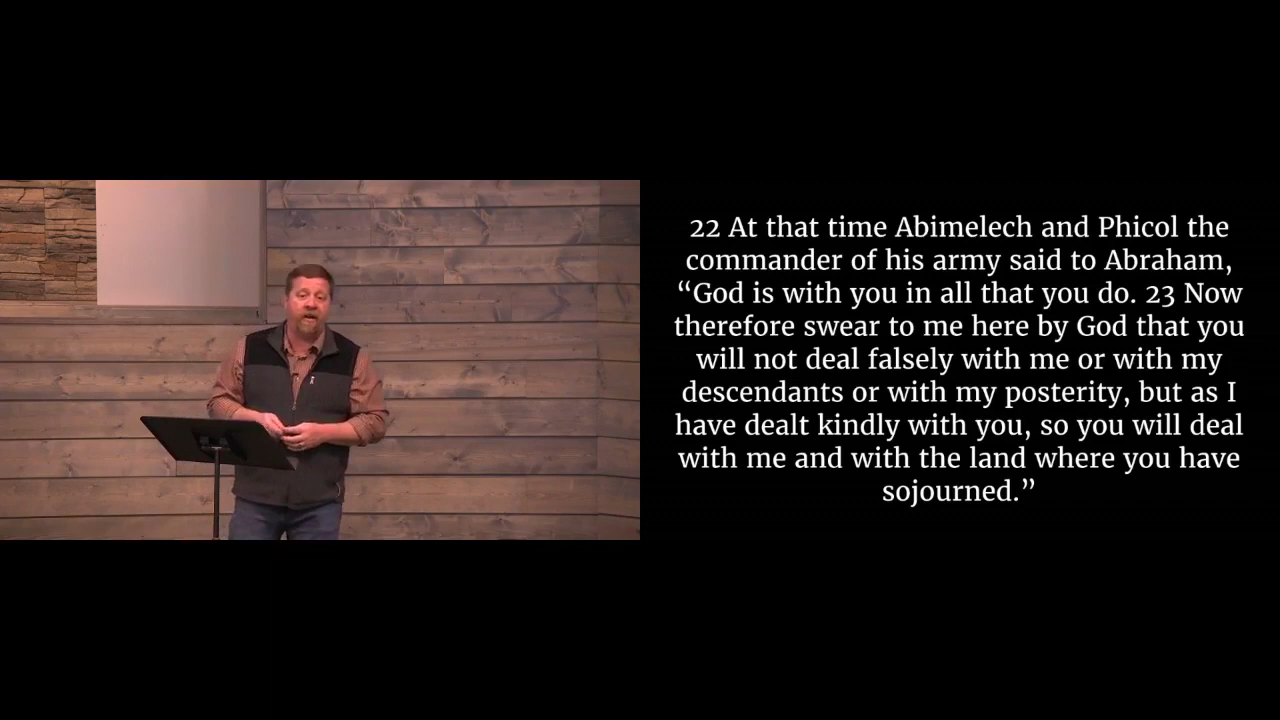 22 At that time Abimelech and Phicol the
commander of his army said to Abraham,
“God is with you in all that you do. 23 Now
therefore swear to me here by God that you
will not deal falsely with me or with my
descendants or with my posterity, but as I
have dealt kindly with you, so you will deal
with me and with the land where you have
sojourned.”